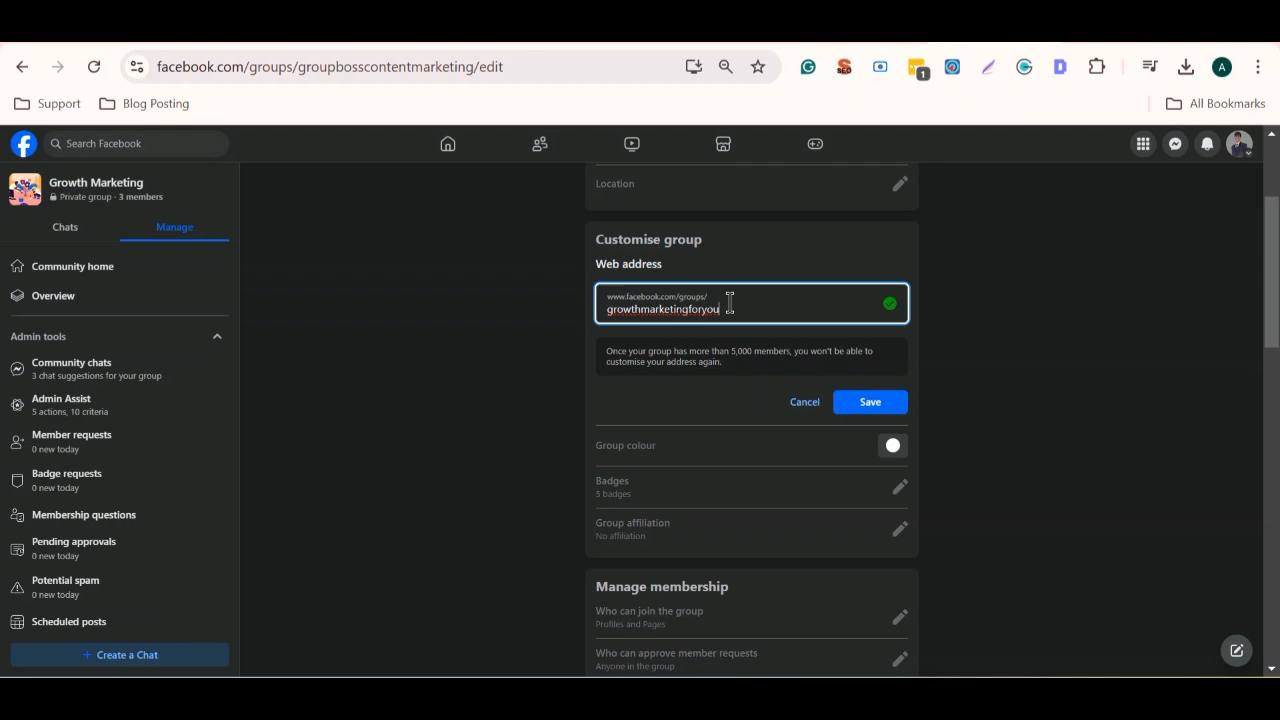 facebook.com/groups/groupbosscontentmarketing/edit
SEO
1
A
Support
Blog Posting
All Bookmarks
Search Facebook
Growth Marketing
Private group · 3 members
Chats
Manage
Community home
Overview
Admin tools
Community chats
3 chat suggestions for your group
Admin Assist
5 actions, 10 criteria
Member requests
0 new today
Badge requests
0 new today
Membership questions
Pending approvals
0 new today
Potential spam
0 new today
Scheduled posts
+ Create a Chat
Location
Customise group
Web address
www.facebook.com/groups/
growthmarketingforyou
Once your group has more than 5,000 members, you won't be able to
customise your address again.
Cancel
Save
Group colour
Badges
5 badges
Group affiliation
No affiliation
Manage membership
Who can join the group
Profiles and Pages
Who can approve member requests
Anyone in the group